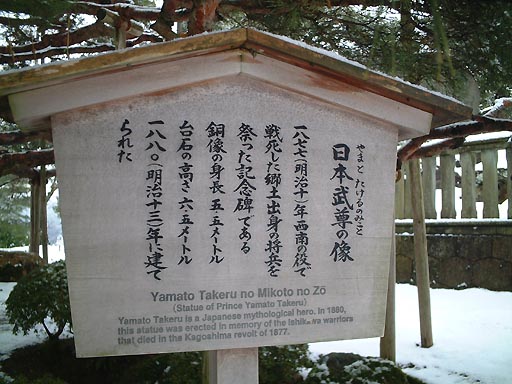 やまと たけるのみこと
日本武尊の像
一八七七(明治十)年西南の役で
戦死した郷土出身の将兵を
祭った記念碑である
銅像の身長 五.五メートル
台石の高さ 六.五メートル
一八八〇(明治十三年)に建て
られた
Yamato Takeru no Mikoto no Zō
(Statue of Prince Yamato Takeru)
Yamato Takeru is a Japanese mythological hero. In 1880,
this statue was erected in memory of the Ishikawa warriors
that died in the Kagoshima revolt of 1877.